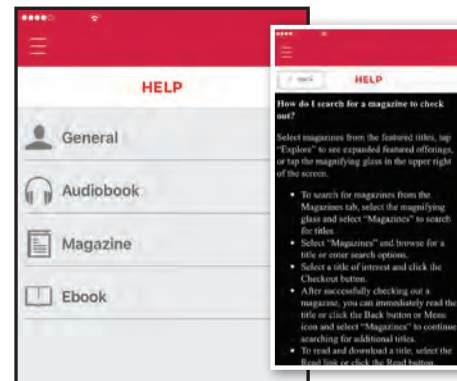 HELP
General
Audiobook
Magazine
Ebook
Back
HELP
How do I search for a magazine to check
out?
Select magazines from the featured titles, tap
"Explore" to see expanded featured offerings,
or tap the magnifying glass in the upper right
of the screen.
• To search for magazines from the
Magazines tab, select the magnifying
glass and select "Magazines" to search
for titles.
• Select "Magazines" and browse for a
title or enter search options.
• Select a title of interest and click the
Checkout button.
• After successfully checking out a
magazine, you can immediately read the
title or click the Back button or Menu
icon and select "Magazines" to continue
searching for additional titles.
• To read and download a title, select the
Read link or click the Read button.